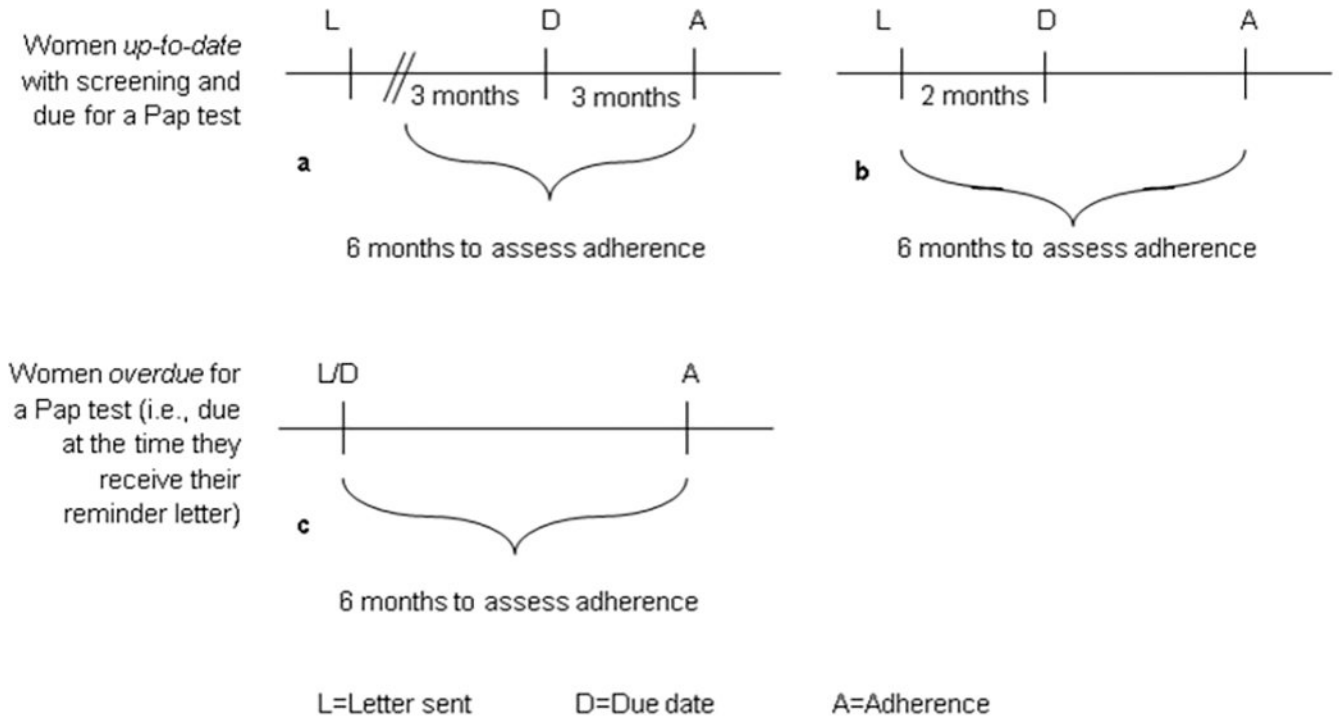 L D A L D A
Women up-to-date
with screening and
due for a Pap test
3 months 3 months 2 months
a b
6 months to assess adherence 6 months to assess adherence
Women overdue for
a Pap test (i.e., due
at the time they
receive their
reminder letter)
L/D A
c
6 months to assess adherence
L=Letter sent D=Due date A=Adherence